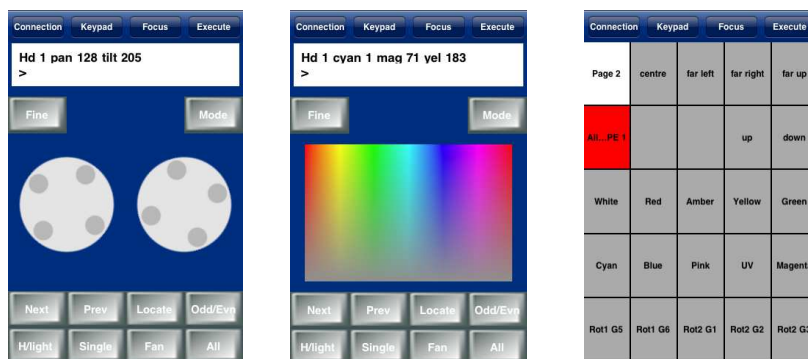 Connection Keypad Focus Execute
Hd 1 pan 128 tilt 205
>
Fine Mode
Next Prev Locate Odd/Evn
H/light Single Fan All
Connection Keypad Focus Execute
Hd 1 cyan 1 mag 71 yel 183
>
Fine Mode
Next Prev Locate Odd/Evn
H/light Single Fan All
Connection Keypad Focus Execute
Page 2 centre far left far right far up
All...PE 1 up down
White Red Amber Yellow Green
Cyan Blue Pink UV Magent
Rot1 G5 Rot1 G6 Rot2 G1 Rot2 G2 Rot2 G3